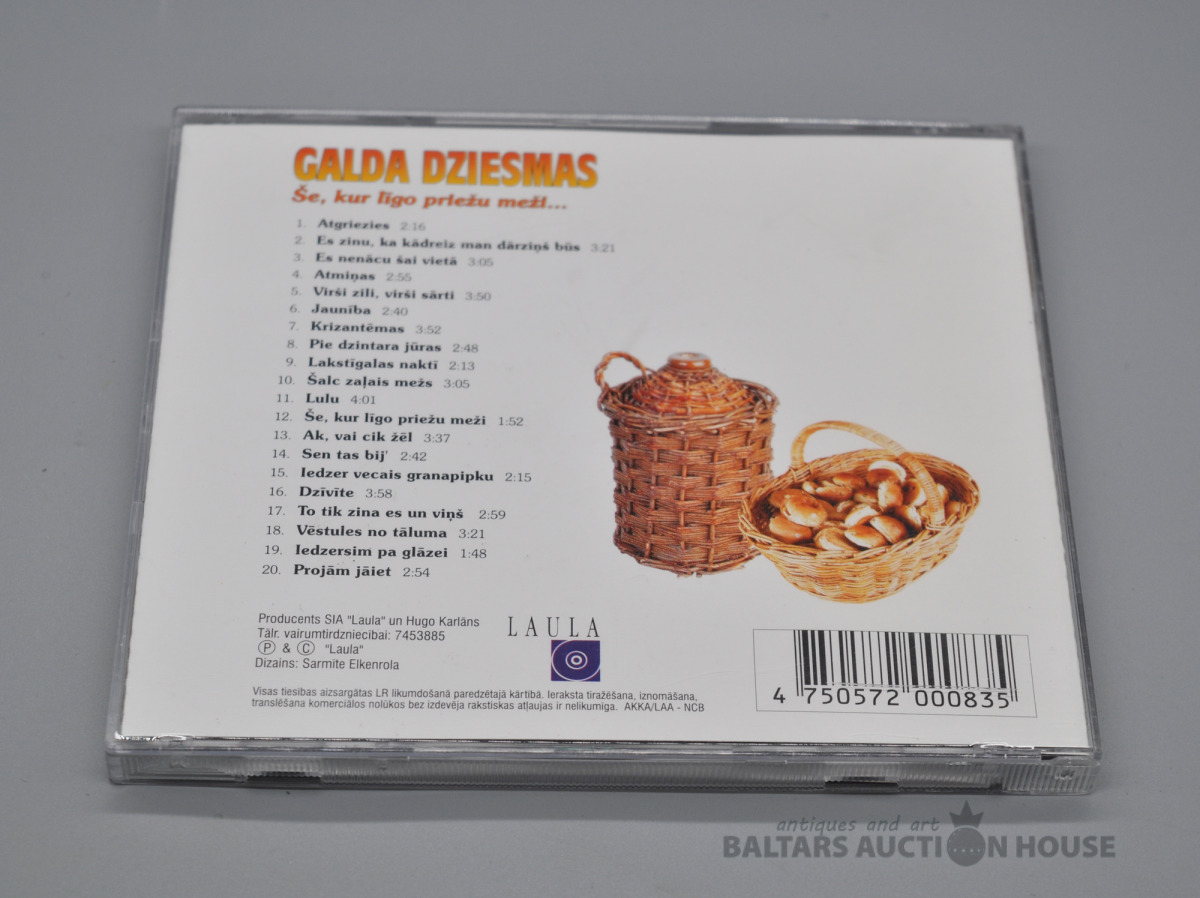 GALDA DZIESMAS
Še, kur līgo priežu meži...
1. Atgriezies 2:16
2. Es zinu, ka kādreiz man dārziņš būs 3:21
3. Es nenācu šai vietā 3:05
4. Atmiņas 2:55
5. Virši zili, virši sārti 3:50
6. Jaunība 2:40
7. Krizantēmas 3:52
8. Pie dzintara jūras 2:48
9. Lakstīgalas naktī 2:13
10. Šalc zaļais mežs 3:05
11. Lulu 4:01
12. Še, kur līgo priežu meži 1:52
13. Ak, vai cik žēl 3:37
14. Sen tas bij' 2:42
15. Iedzer vecais granapipku 2:15
16. Dzīvīte 3:58
17. To tik zina es un viņš 2:59
18. Vēstules no tāluma 3:21
19. Iedzersim pa glāzei 1:48
20. Projām jāiet 2:54
Producents SIA "Laula" un Hugo Karlāns
Tālr. vairumtirdzniecībai: 7453885
Ⓟ & Ⓒ "Laula"
Dizains: Sarmīte Elkenrola
LAULA
Visas tiesības aizsargātas LR likumdošanā paredzētajā kārtībā. Ieraksta tiražēšana, iznomāšana,
translēšana komerciālos nolūkos bez izdevēja rakstiskas atļaujas ir nelikumīga. AKKA/LAA - NCB
4 750572 000835
antiques and art
BALTARS AUCTION HOUSE